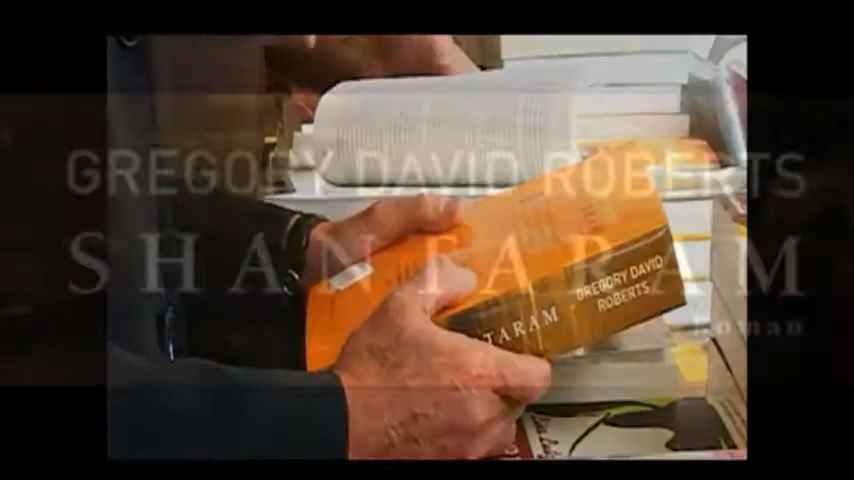 GREGORY DAVID ROBERTS
SHANTARAM
Roman
TARAM
GREGORY DAVID
ROBERTS